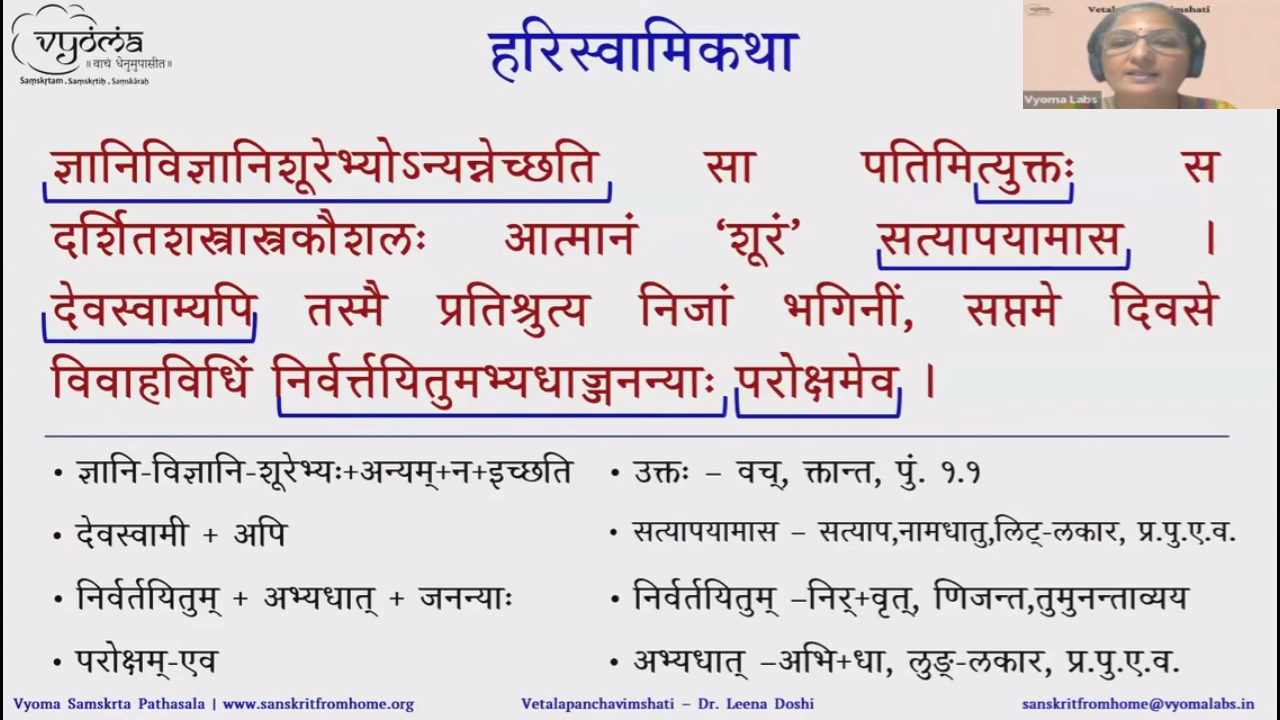 vyoma
॥ वाचं धेनुमुपासीत॥
Saṃskṛtam . Saṃskṛtiḥ . Saṃskāraḥ
हरिस्वामिकथा
Vyoma Labs
ज्ञानिविज्ञानिशूरेभ्योऽन्यन्नेच्छति सा पतिमित्युक्तः स
दर्शितशस्त्रास्त्रकौशलः आत्मानं ‘शूरं’ सत्यापयामास ।
देवस्वाम्यपि तस्मै प्रतिश्रुत्य निजां भगिनीं, सप्तमे दिवसे
विवाहविधिं निर्वर्त्तयितुमभ्यधाज्जनन्याः परोक्षमेव ।
• ज्ञानि-विज्ञानि-शूरेभ्यः+अन्यम्+न+इच्छति
• देवस्वामी + अपि
• निर्वर्तयितुम् + अभ्यधात् + जनन्याः
• परोक्षम्-एव
• उक्तः – वच्, क्तान्त, पुं. १.१
• सत्यापयामास – सत्याप,नामधातु,लिट्-लकार, प्र.पु.ए.व.
• निर्वर्तयितुम् –निर्+वृत्, णिजन्त,तुमुनन्ताव्यय
• अभ्यधात् –अभि+धा, लुङ्-लकार, प्र.पु.ए.व.
Vyoma Samskrta Pathasala | www.sanskritfromhome.org
Vetalapanchavimshati – Dr. Leena Doshi
sanskritfromhome@vyomalabs.in